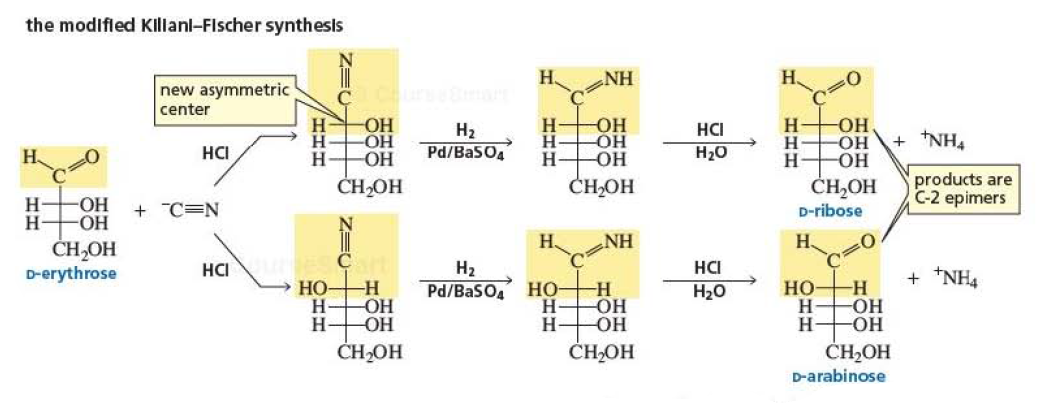 the modified Kiliani–Fischer synthesis
new asymmetric
center
H
O
C
H
OH
H
OH
CH₂OH
D-erythrose
+ ⁻C≡N
HCl
HCl
N
C
H
OH
H
OH
H
OH
CH₂OH
H₂
Pd/BaSO₄
H
NH
C
H
OH
H
OH
H
OH
CH₂OH
HCl
H₂O
H
O
C
H
OH
H
OH
H
OH
CH₂OH
D-ribose
+ ⁺NH₄
products are
C-2 epimers
N
C
HO
H
H
OH
H
OH
CH₂OH
H₂
Pd/BaSO₄
H
NH
C
HO
H
H
OH
H
OH
CH₂OH
HCl
H₂O
H
O
C
HO
H
H
OH
H
OH
CH₂OH
D-arabinose
+ ⁺NH₄